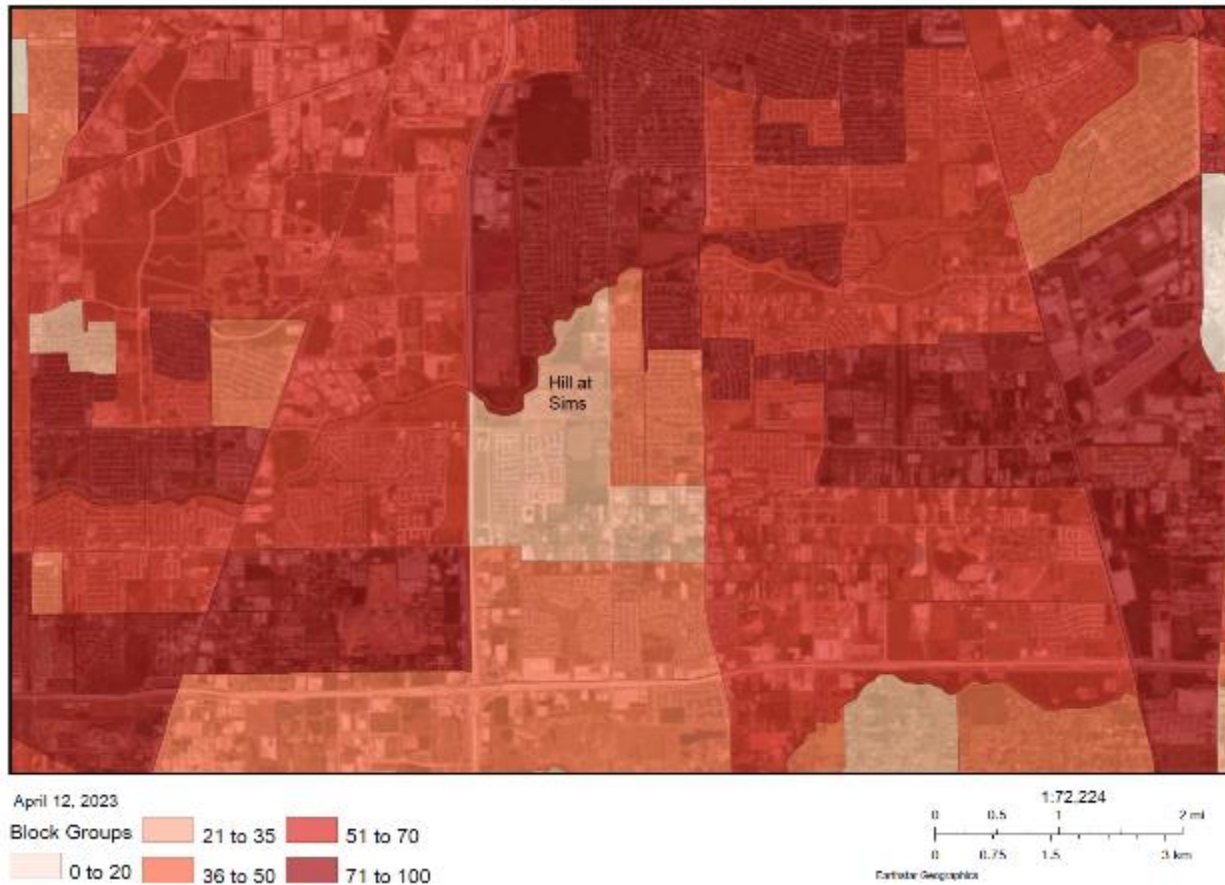 Hill at
Sims
April 12, 2023
Block Groups
0 to 20
21 to 35
36 to 50
51 to 70
71 to 100
1:72,224
0 0.5 1 2 mi
0 0.75 1.5 3 km
Earthstar Geographics